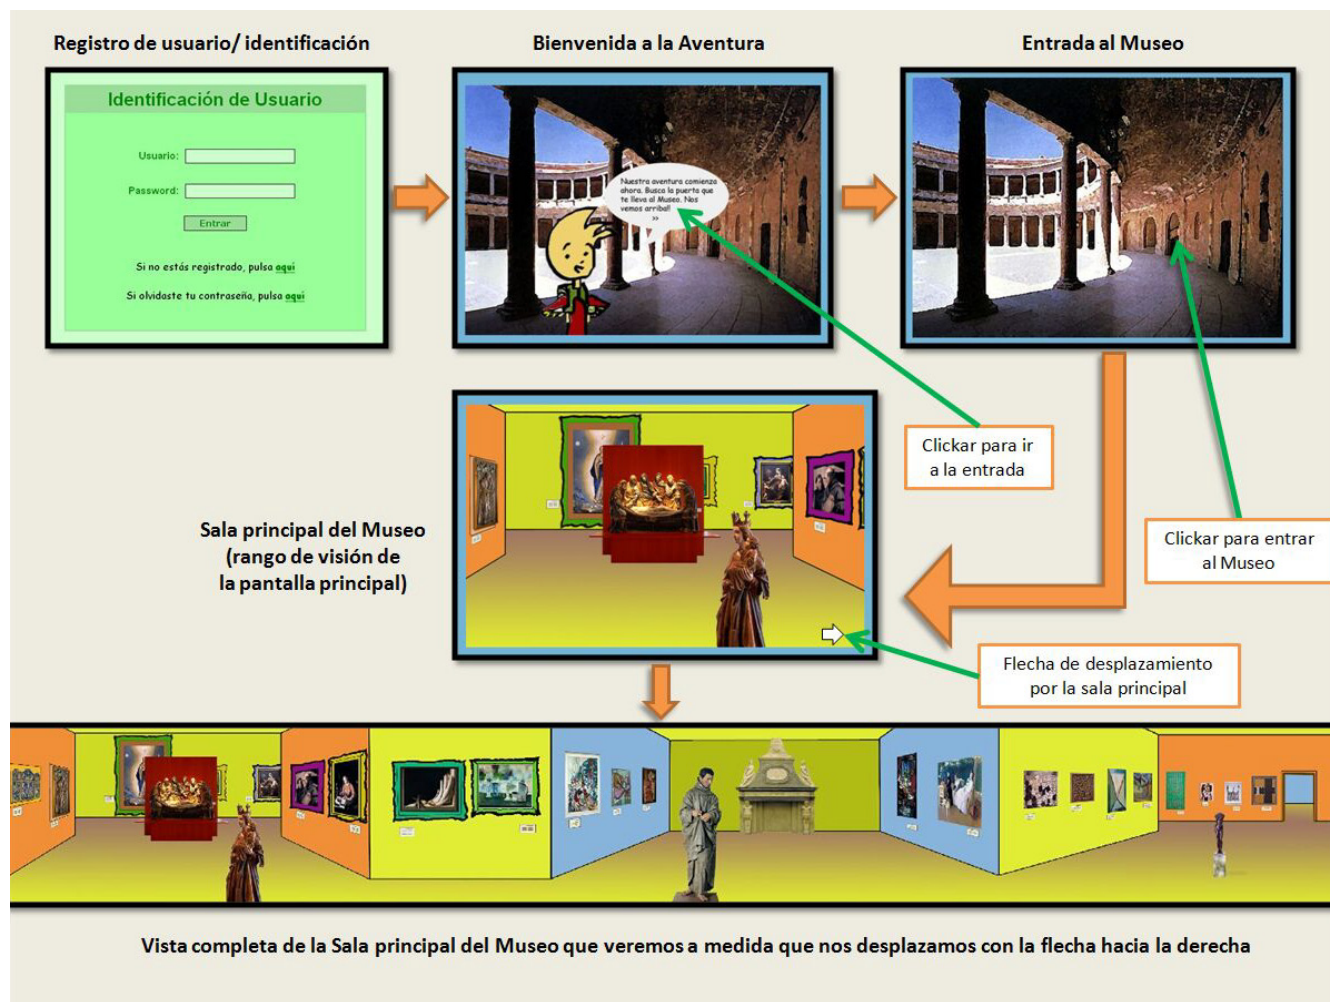 Registro de usuario/ identificación
Bienvenida a la Aventura
Entrada al Museo
Identificación de Usuario
Usuario:
Password:
Entrar
Si no estás registrado, pulsa aquí
Si olvidaste tu contraseña, pulsa aquí
Nuestra aventura comienza
ahora. Busca la puerta que
te lleva al Museo. Nos
vemos arriba!!
>>
Clickar para ir
a la entrada
Clickar para entrar
al Museo
Sala principal del Museo
(rango de visión de
la pantalla principal)
Flecha de desplazamiento
por la sala principal
Vista completa de la Sala principal del Museo que veremos a medida que nos desplazamos con la flecha hacia la derecha